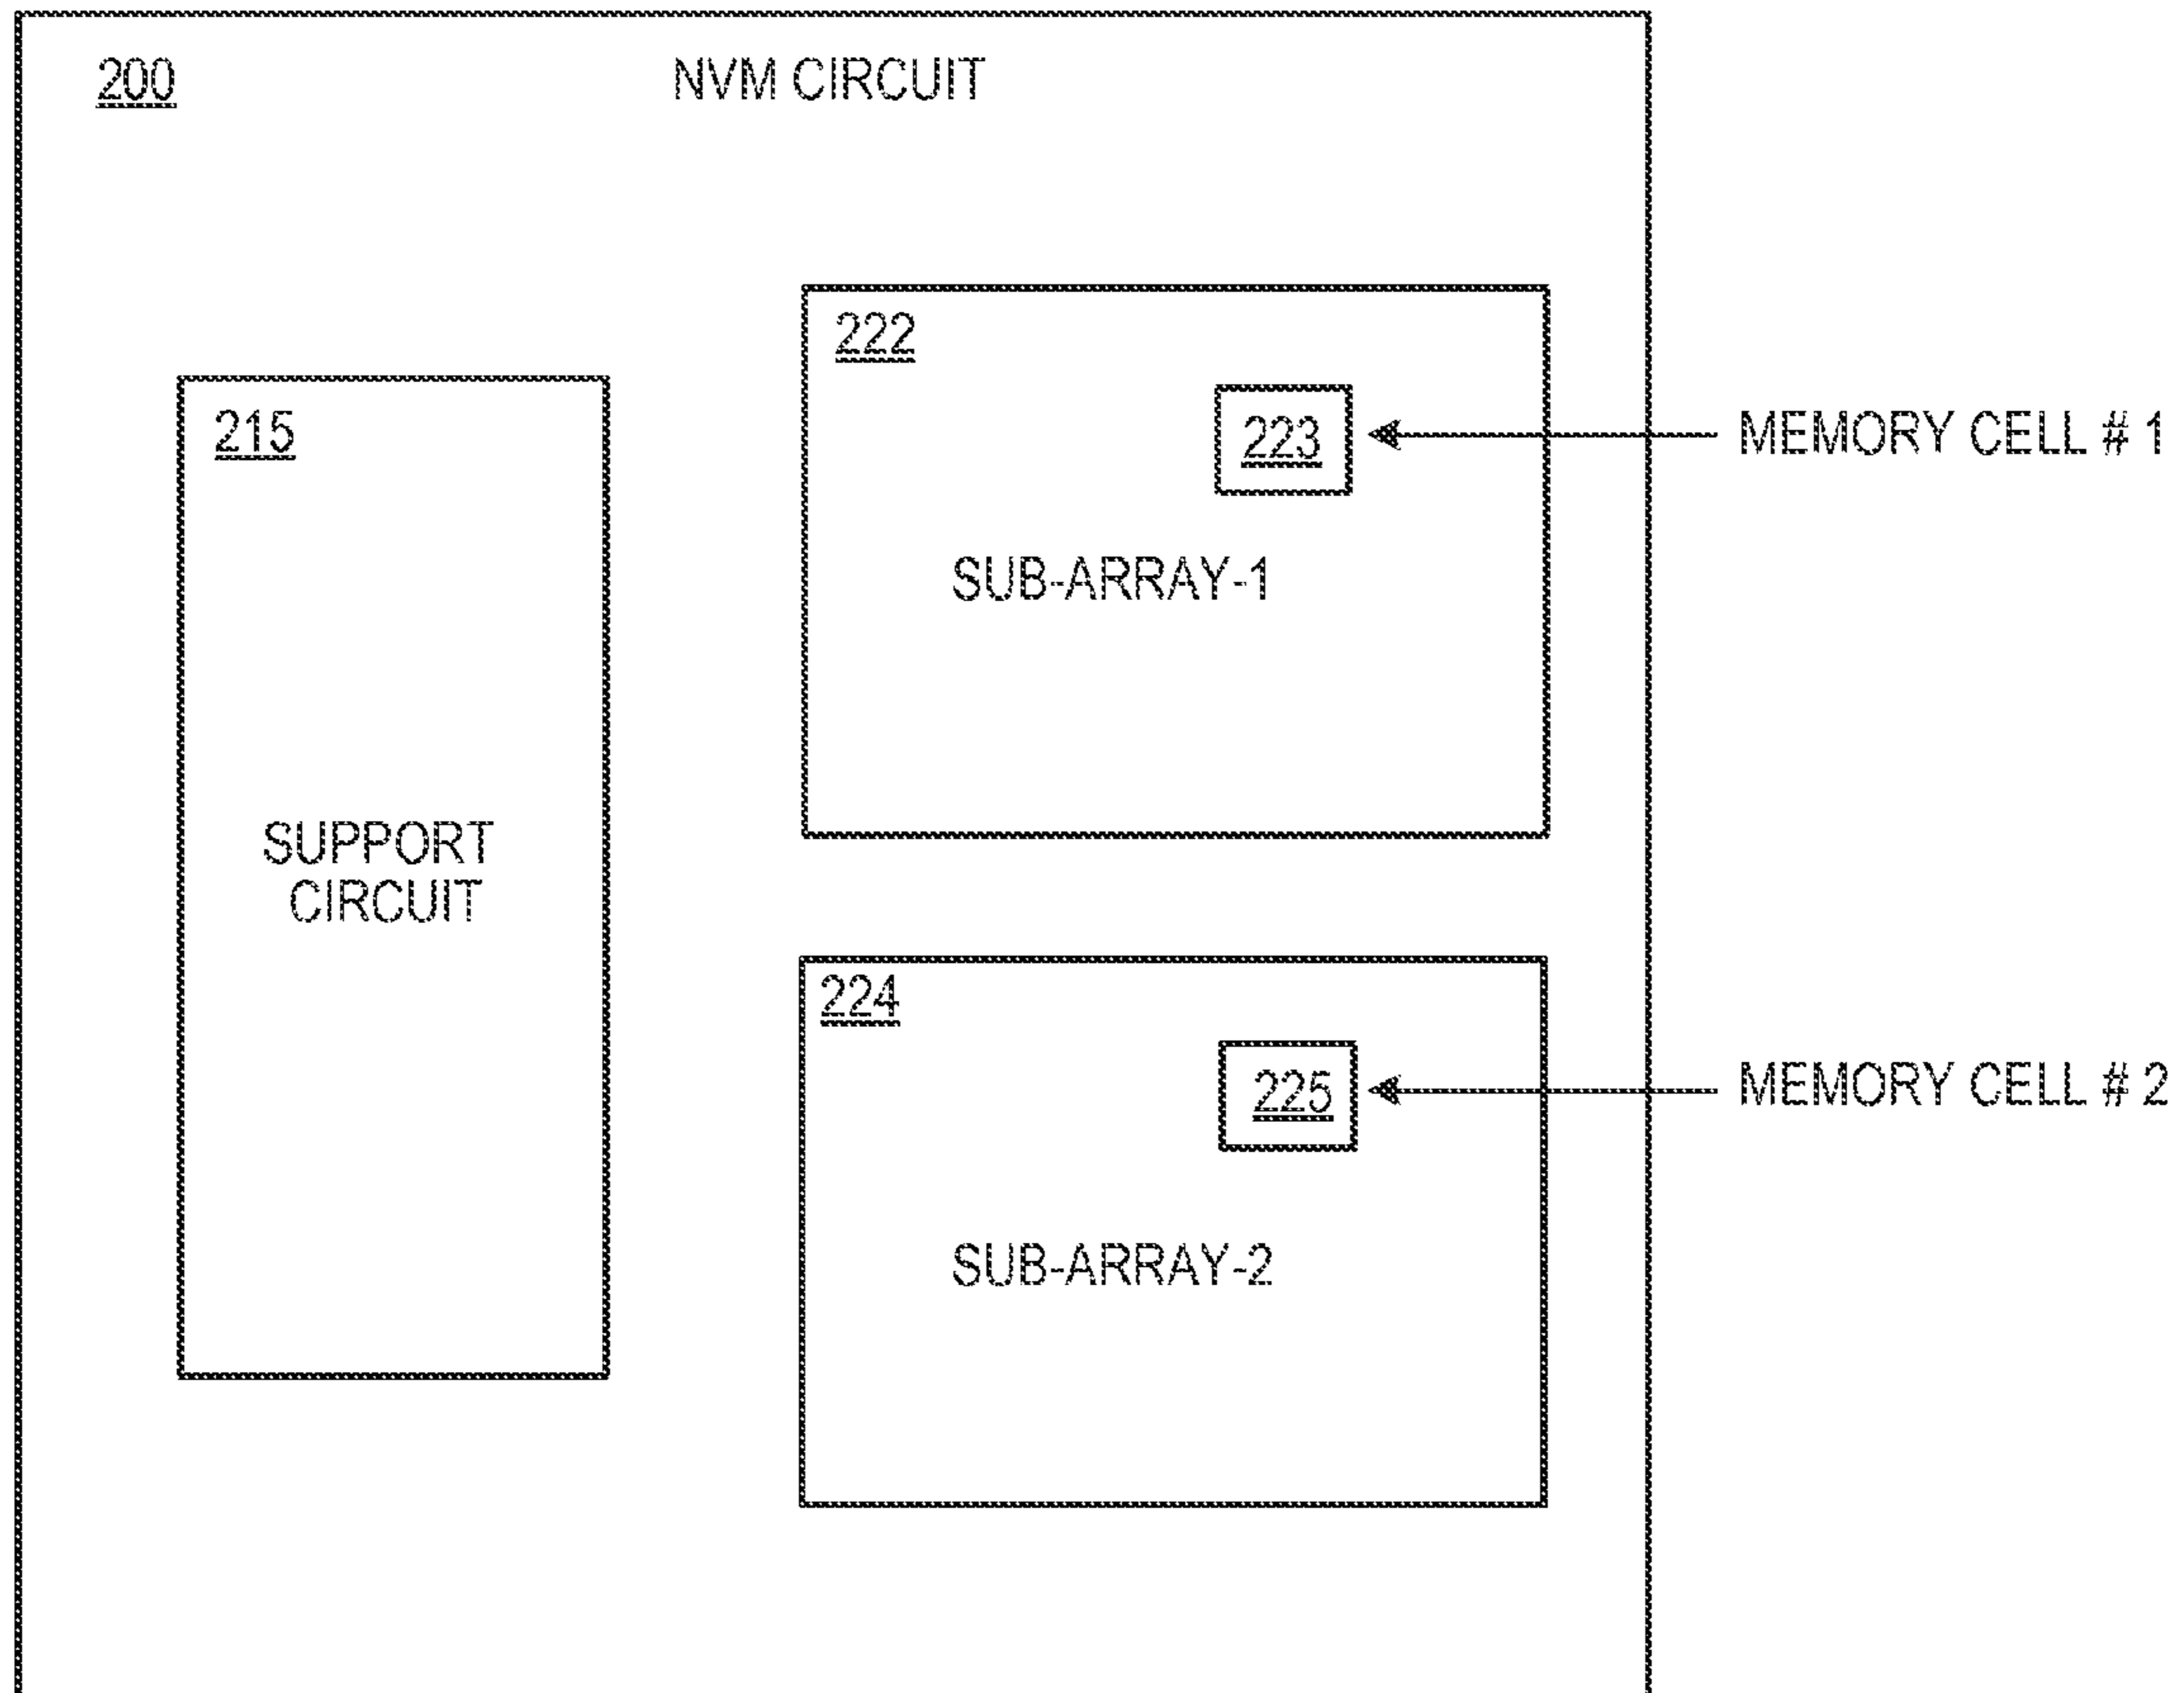 200
NVM CIRCUIT
222
223
MEMORY CELL # 1
215
SUB-ARRAY-1
SUPPORT
CIRCUIT
224
225
MEMORY CELL # 2
SUB-ARRAY-2